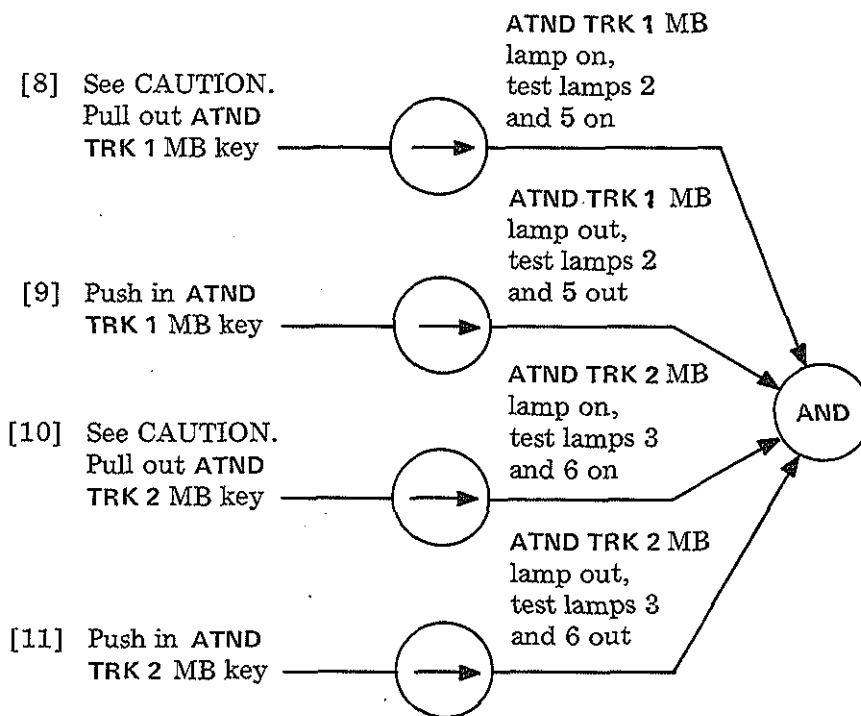 [8] See CAUTION.
Pull out ATND
TRK 1 MB key
ATND TRK 1 MB
lamp on,
test lamps 2
and 5 on
[9] Push in ATND
TRK 1 MB key
ATND TRK 1 MB
lamp out,
test lamps 2
and 5 out
[10] See CAUTION.
Pull out ATND
TRK 2 MB key
ATND TRK 2 MB
lamp on,
test lamps 3
and 6 on
[11] Push in ATND
TRK 2 MB key
ATND TRK 2 MB
lamp out,
test lamps 3
and 6 out
AND